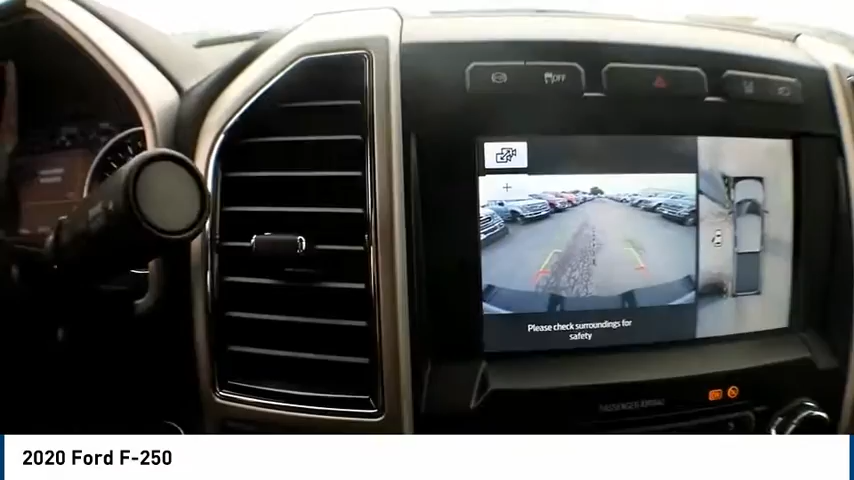 OFF
Please check surroundings for
safety
PASSENGER AIRBAG
2020 Ford F-250